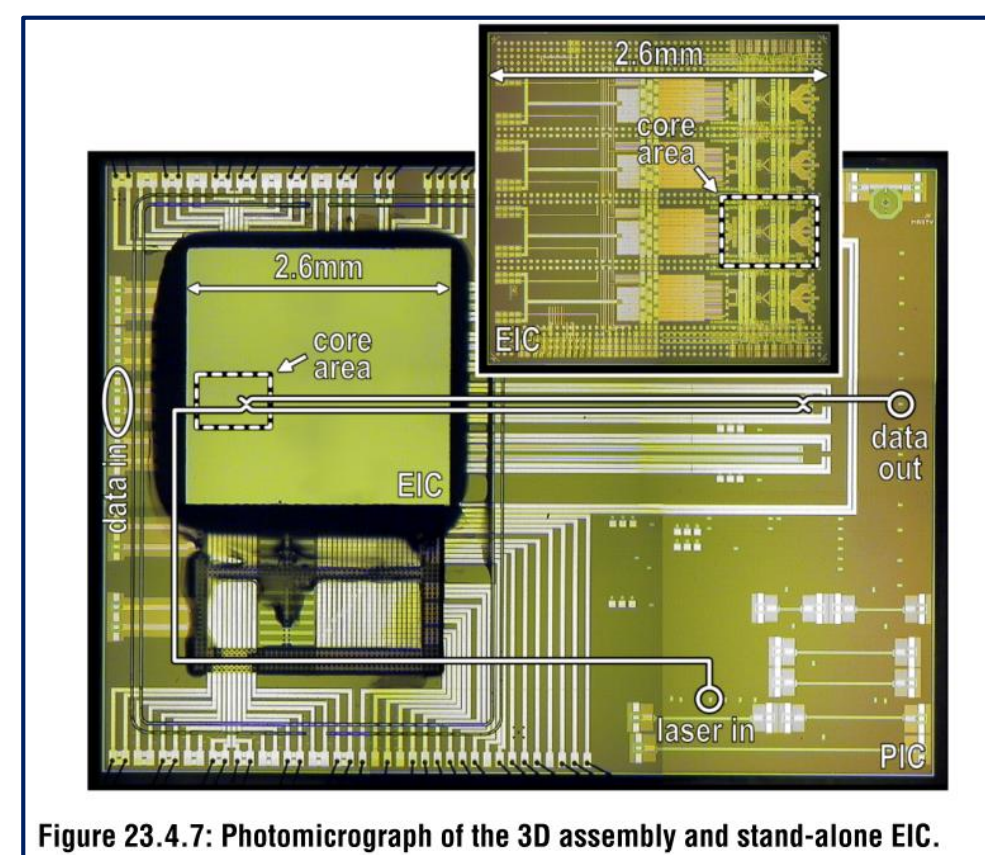 2.6mm
core
area
EIC
2.6mm
core
area
EIC
data in
data
out
laser in
PIC
Figure 23.4.7: Photomicrograph of the 3D assembly and stand-alone EIC.